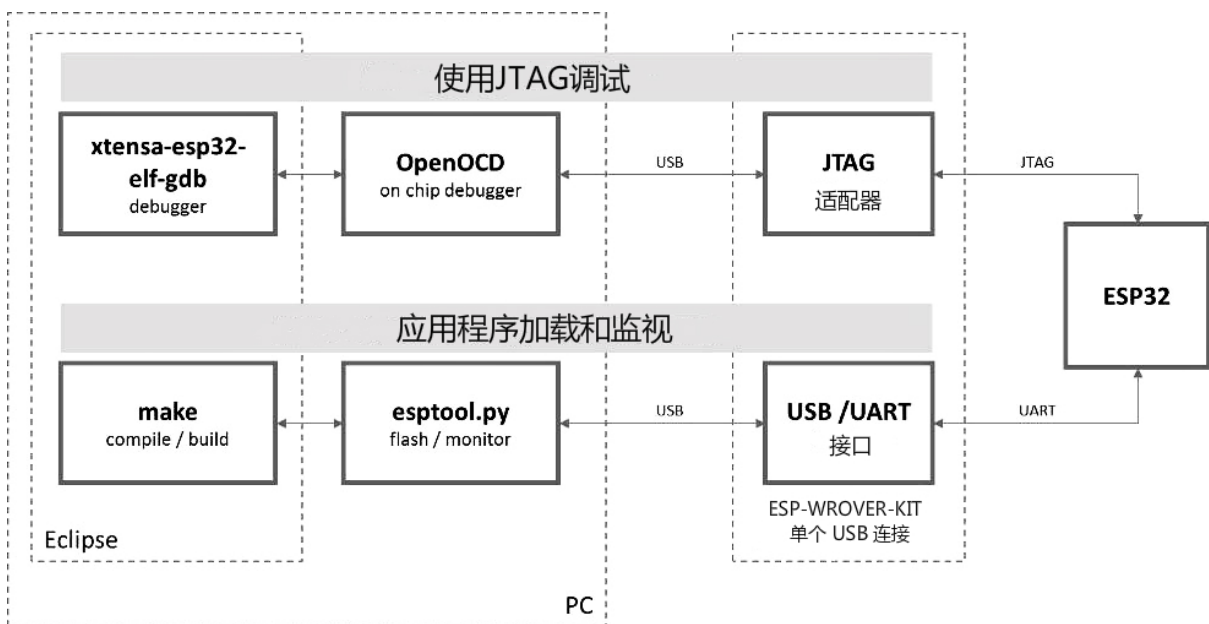 使用JTAG调试
xtensa-esp32-
elf-gdb
debugger
OpenOCD
on chip debugger
USB
JTAG
适配器
JTAG
ESP32
应用程序加载和监视
make
compile / build
esptool.py
flash / monitor
USB
USB /UART
接口
UART
ESP-WROVER-KIT
单个 USB 连接
Eclipse
PC